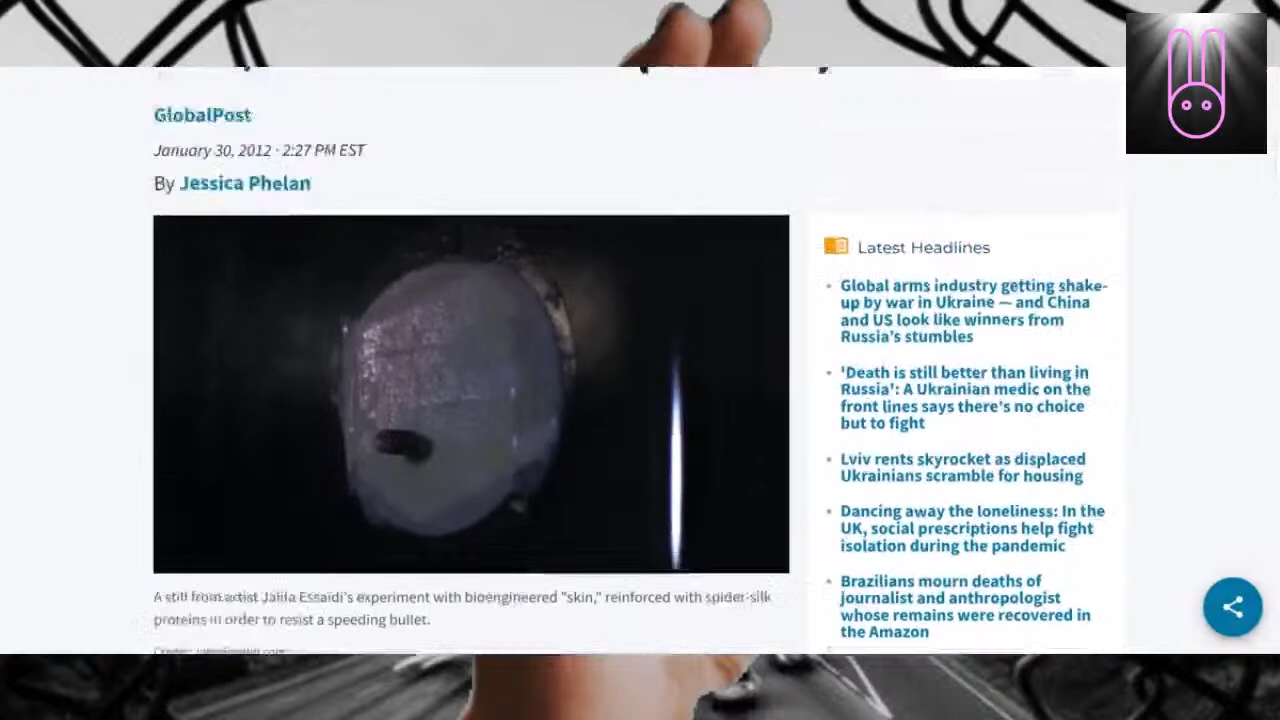 GlobalPost
January 30, 2012 · 2:27 PM EST
By Jessica Phelan
A still from artist Jalila Essaidi's experiment with bioengineered "skin," reinforced with spider-silk
proteins in order to resist a speeding bullet.
Latest Headlines
Global arms industry getting shake-
up by war in Ukraine — and China
and US look like winners from
Russia's stumbles
'Death is still better than living in
Russia': A Ukrainian medic on the
front lines says there's no choice
but to fight
Lviv rents skyrocket as displaced
Ukrainians scramble for housing
Dancing away the loneliness: In the
UK, social prescriptions help fight
isolation during the pandemic
Brazilians mourn deaths of
journalist and anthropologist
whose remains were recovered in
the Amazon